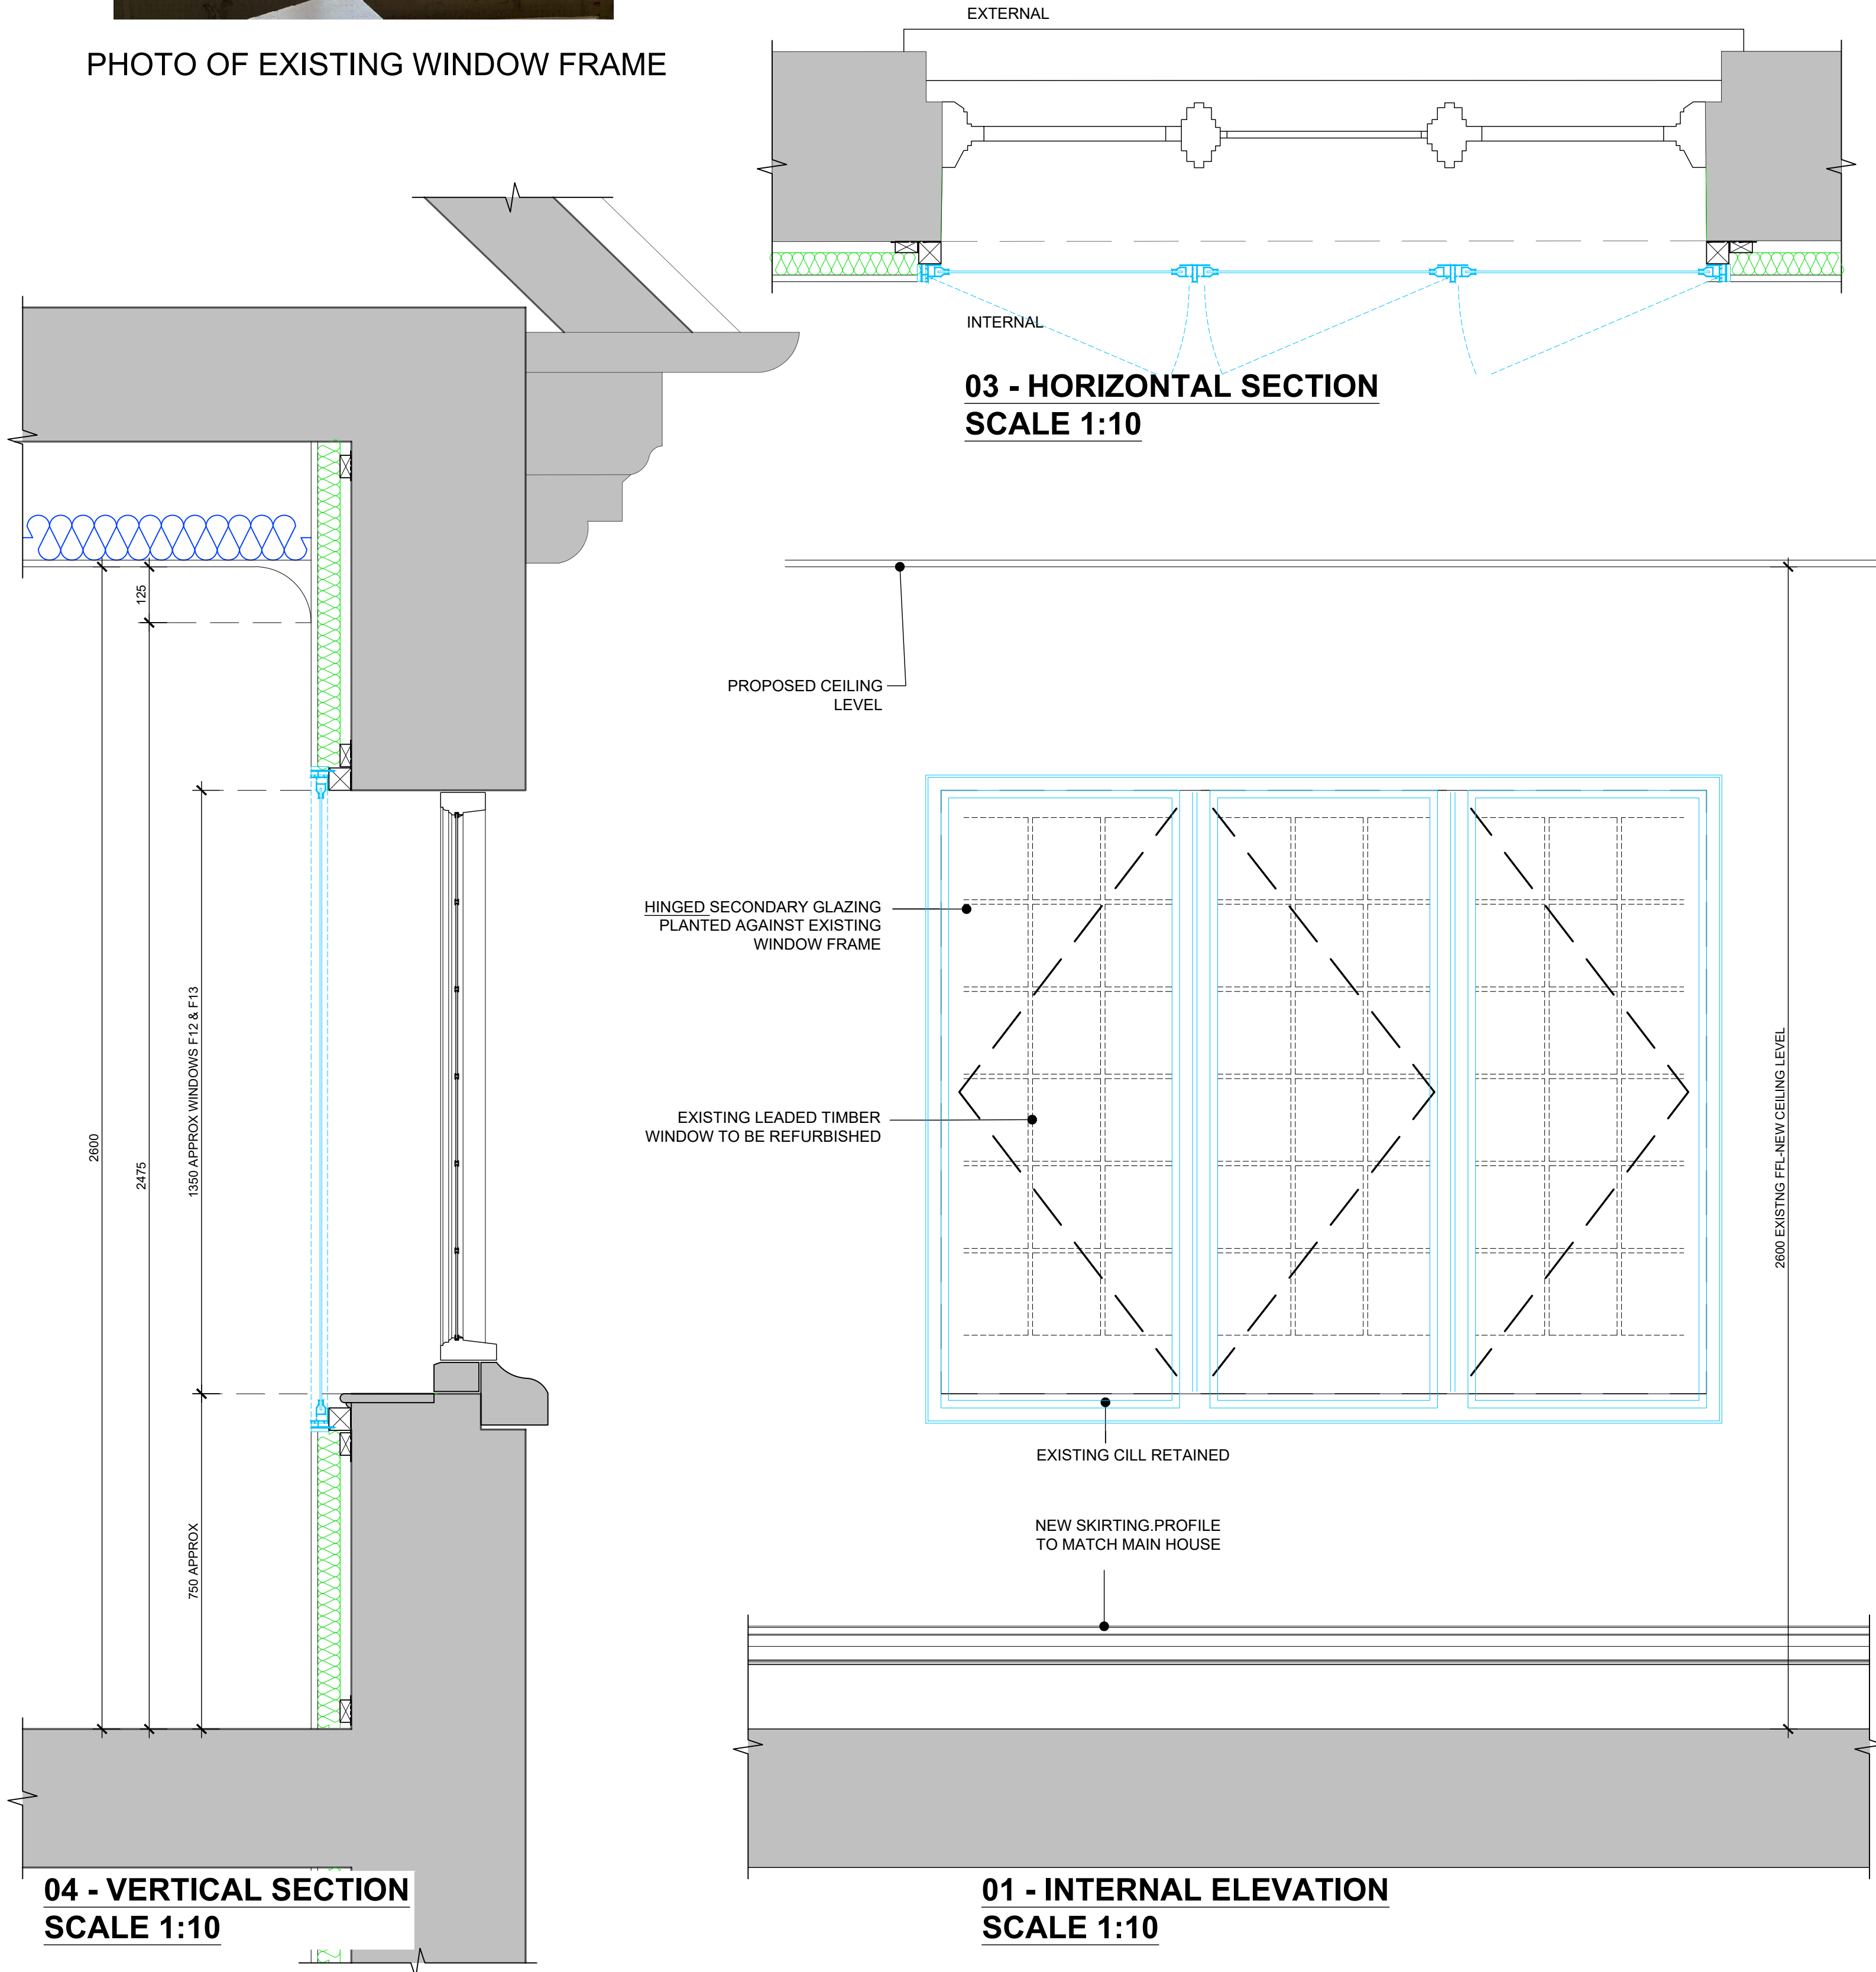 PHOTO OF EXISTING WINDOW FRAME
EXTERNAL
INTERNAL
03 - HORIZONTAL SECTION
SCALE 1:10
125
2600
2475
1350 APPROX WINDOWS F12 & F13
750 APPROX
04 - VERTICAL SECTION
SCALE 1:10
PROPOSED CEILING
LEVEL
HINGED SECONDARY GLAZING
PLANTED AGAINST EXISTING
WINDOW FRAME
EXISTING LEADED TIMBER
WINDOW TO BE REFURBISHED
EXISTING CILL RETAINED
NEW SKIRTING.PROFILE
TO MATCH MAIN HOUSE
2600 EXISTNG FFL-NEW CEILING LEVEL
01 - INTERNAL ELEVATION
SCALE 1:10